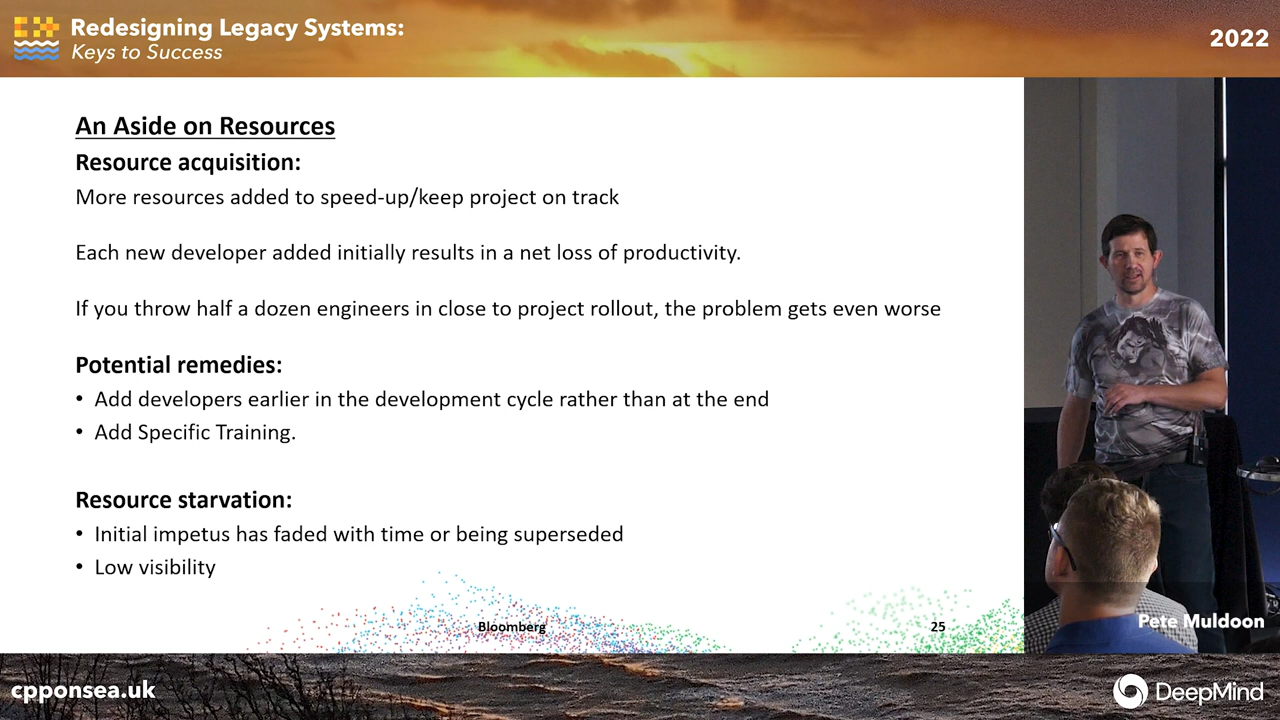 Redesigning Legacy Systems:
Keys to Success
2022
An Aside on Resources
Resource acquisition:
More resources added to speed-up/keep project on track
Each new developer added initially results in a net loss of productivity.
If you throw half a dozen engineers in close to project rollout, the problem gets even worse
Potential remedies:
• Add developers earlier in the development cycle rather than at the end
• Add Specific Training.
Resource starvation:
• Initial impetus has faded with time or being superseded
• Low visibility
Bloomberg
25
Pete Muldoon
cpponsea.uk
DeepMind